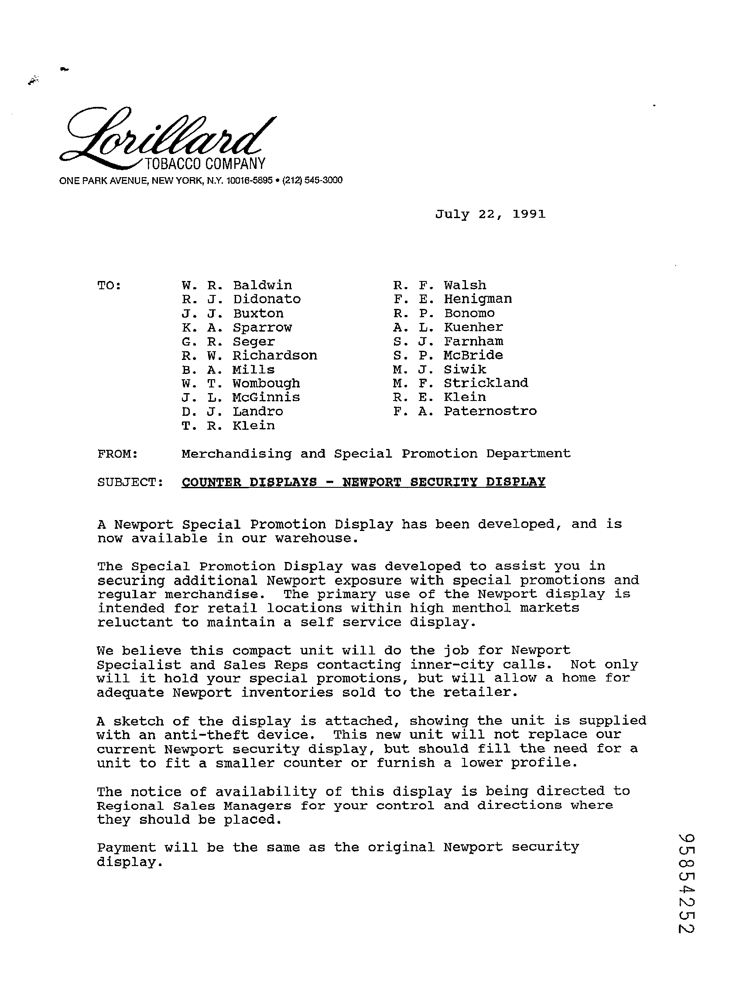 Lorillard
TOBACCO COMPANY
ONE PARK AVENUE, NEW YORK, N.Y. 10016-5895 • (212) 545-3000
July 22, 1991
TO: W. R. Baldwin R. F. Walsh
R. J. Didonato F. E. Henigman
J. J. Buxton R. P. Bonomo
K. A. Sparrow A. L. Kuenher
G. R. Seger S. J. Farnham
R. W. Richardson S. P. McBride
B. A. Mills M. J. Siwik
W. T. Wombough M. F. Strickland
J. L. McGinnis R. E. Klein
D. J. Landro F. A. Paternostro
T. R. Klein
FROM: Merchandising and Special Promotion Department
SUBJECT: COUNTER DISPLAYS - NEWPORT SECURITY DISPLAY
A Newport Special Promotion Display has been developed, and is
now available in our warehouse.
The Special Promotion Display was developed to assist you in
securing additional Newport exposure with special promotions and
regular merchandise. The primary use of the Newport display is
intended for retail locations within high menthol markets
reluctant to maintain a self service display.
We believe this compact unit will do the job for Newport
Specialist and Sales Reps contacting inner-city calls. Not only
will it hold your special promotions, but will allow a home for
adequate Newport inventories sold to the retailer.
A sketch of the display is attached, showing the unit is supplied
with an anti-theft device. This new unit will not replace our
current Newport security display, but should fill the need for a
unit to fit a smaller counter or furnish a lower profile.
The notice of availability of this display is being directed to
Regional Sales Managers for your control and directions where
they should be placed.
Payment will be the same as the original Newport security
display.
95854252